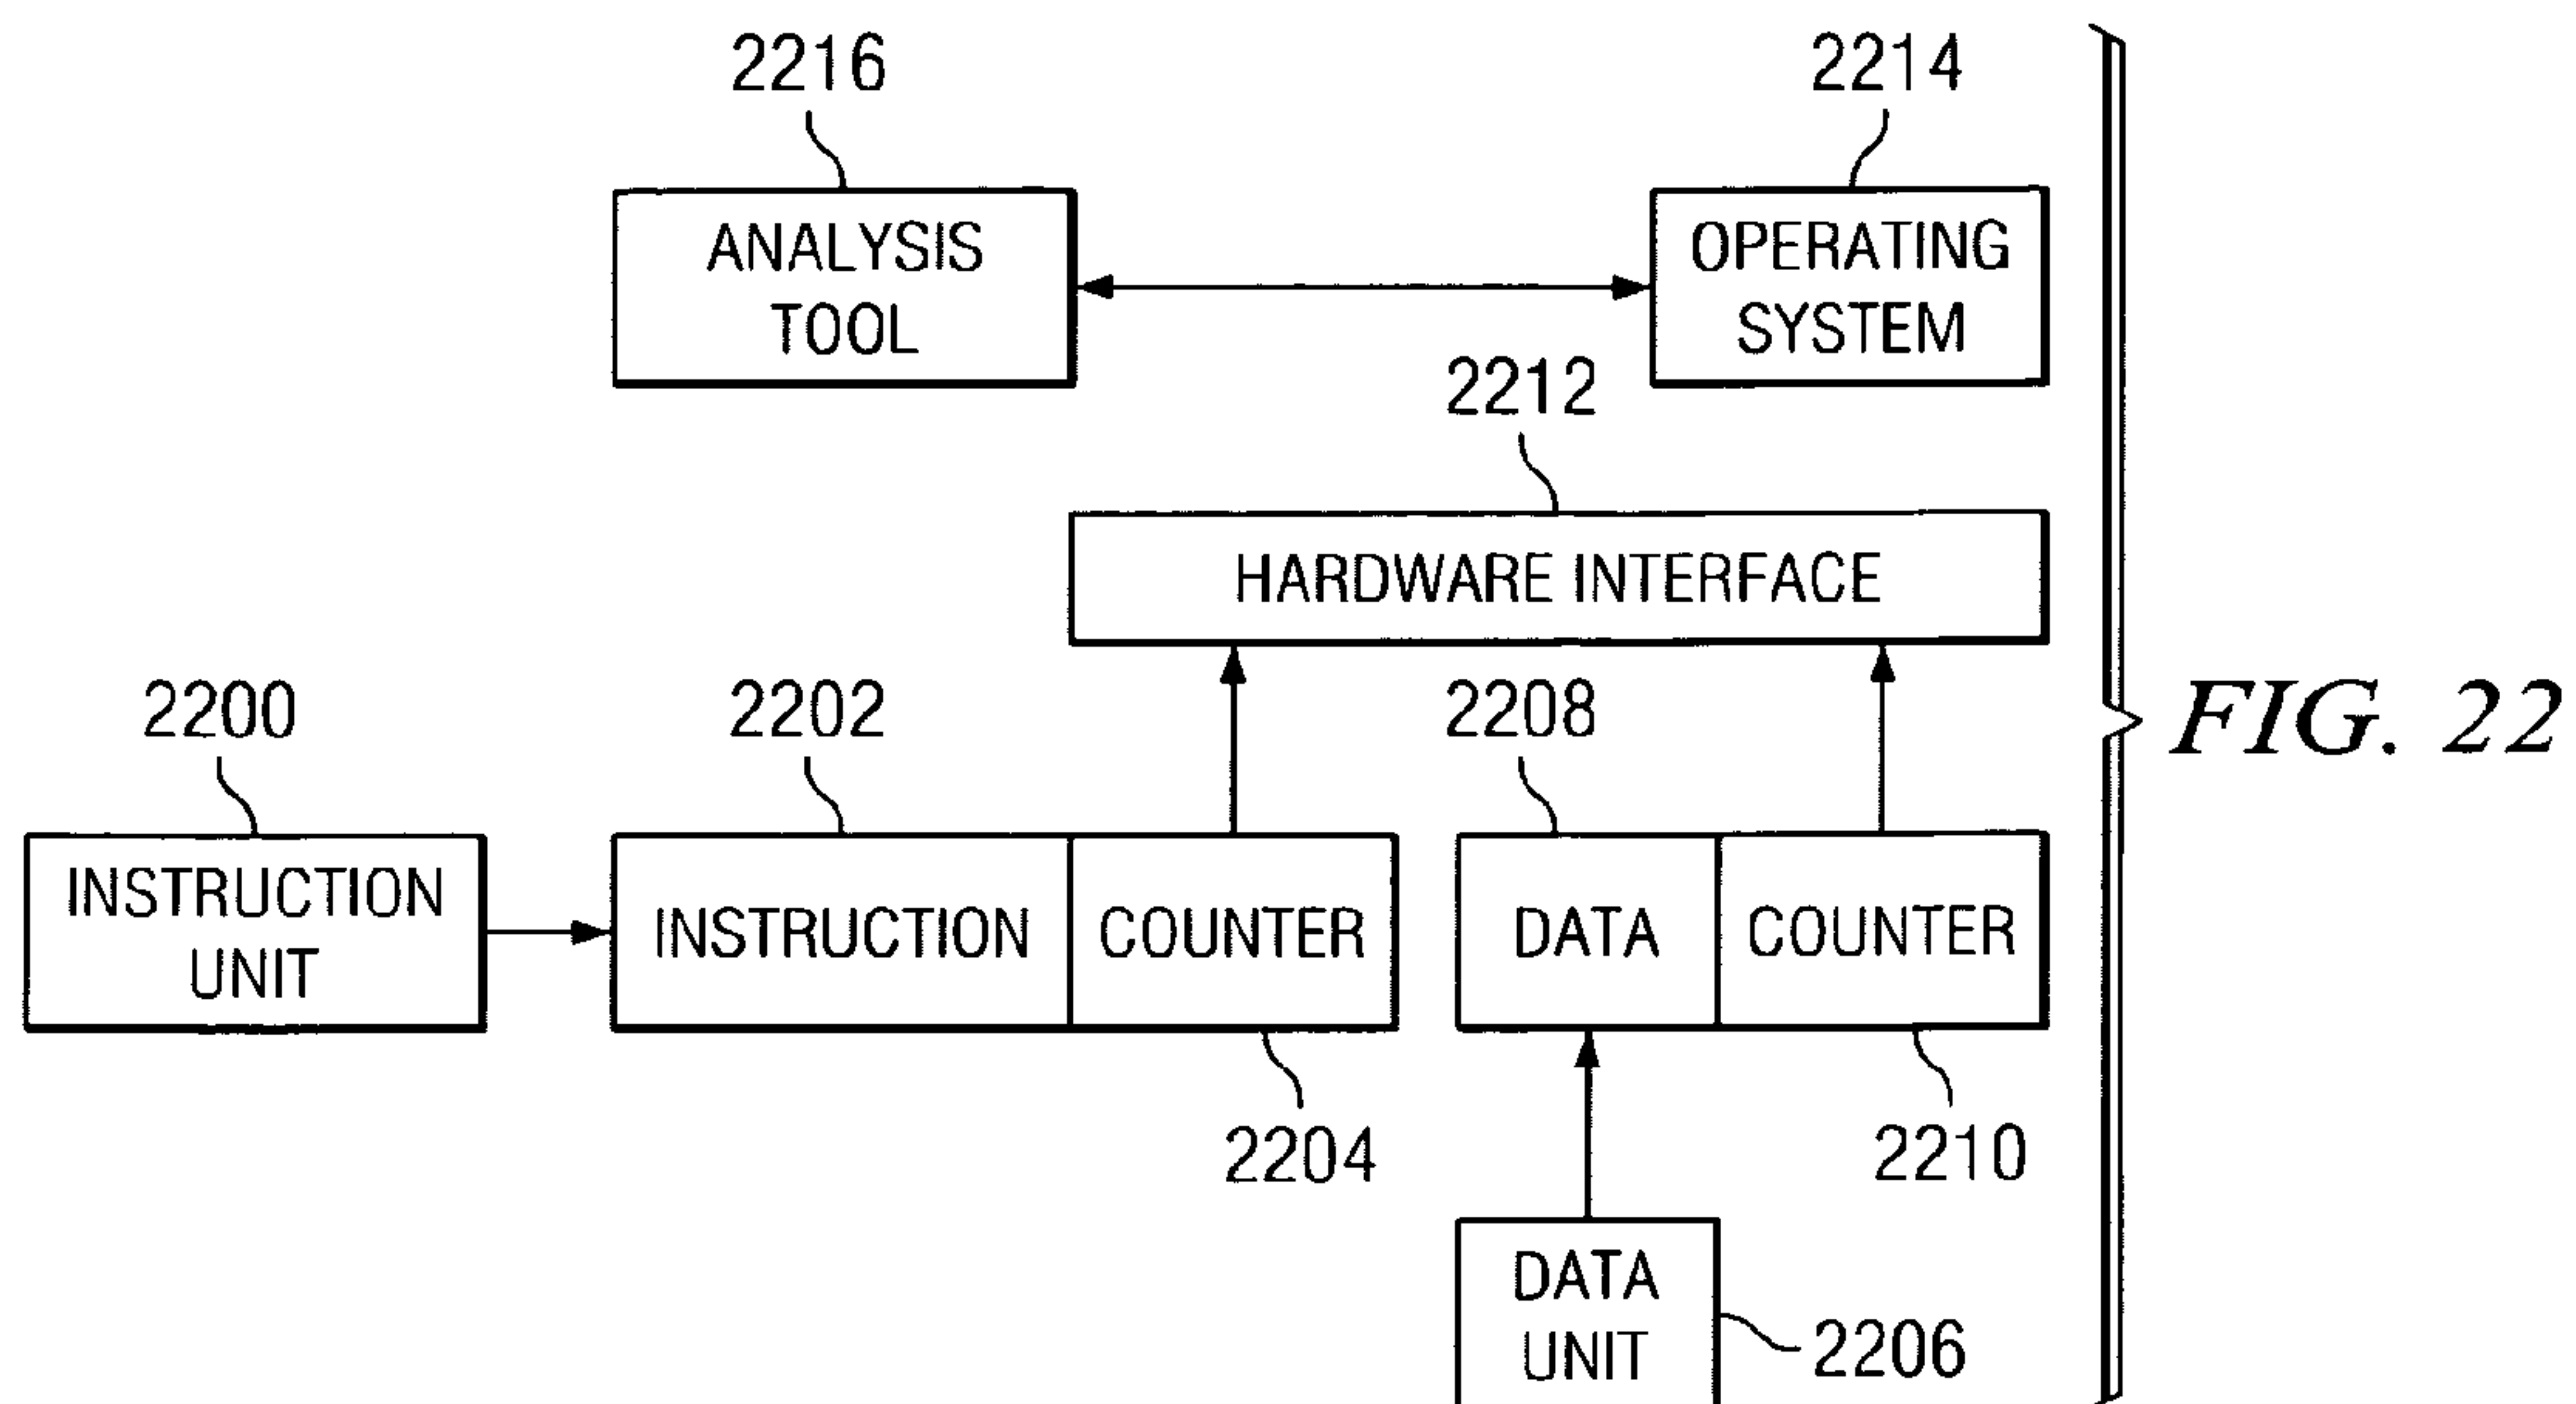 2216
2214
ANALYSIS
TOOL
OPERATING
SYSTEM
2212
HARDWARE INTERFACE
2200
2202
2208
INSTRUCTION
UNIT
INSTRUCTION
COUNTER
DATA
COUNTER
2204
2210
DATA
UNIT
2206
FIG. 22